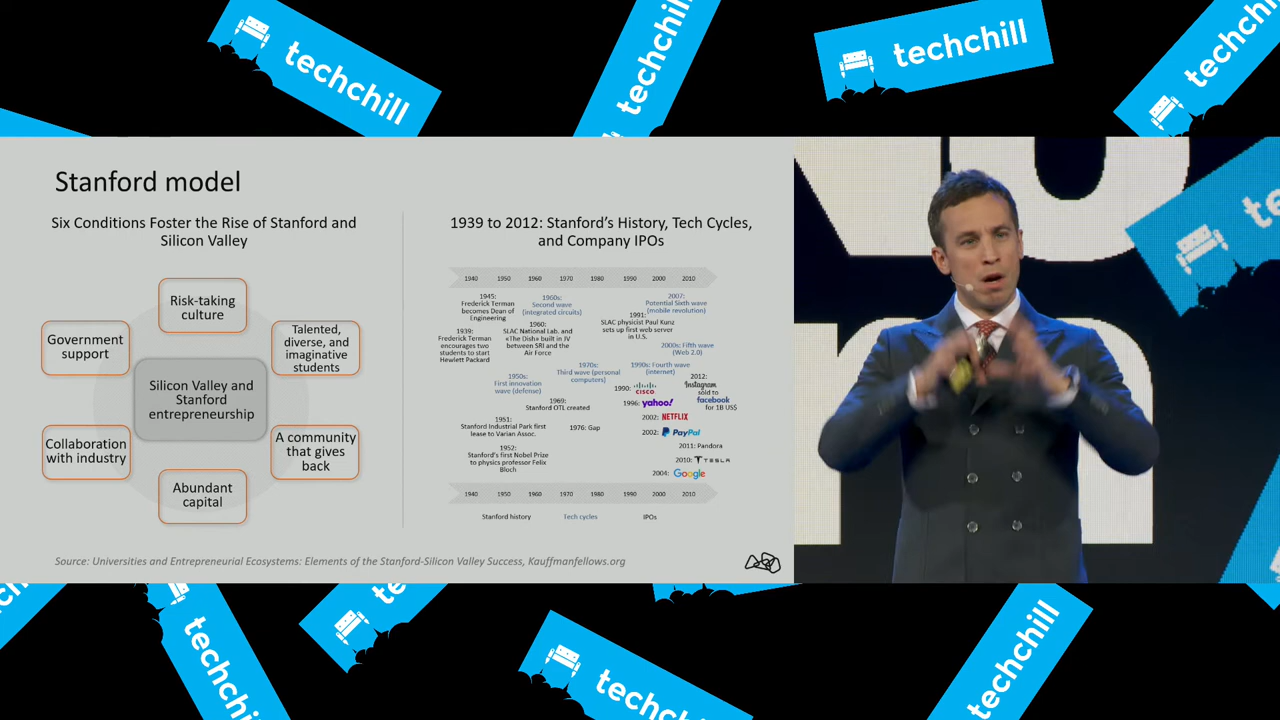 techchill
techchill
techchill
techchill
Stanford model
Six Conditions Foster the Rise of Stanford and
Silicon Valley
Risk-taking
culture
Government
support
Talented,
diverse, and
imaginative
students
Silicon Valley and
Stanford
entrepreneurship
Collaboration
with industry
A community
that gives
back
Abundant
capital
1939 to 2012: Stanford's History, Tech Cycles,
and Company IPOs
1940 1950 1960 1970 1980 1990 2000 2010
1945:
Frederick Terman
becomes Dean of
Engineering
1960s:
Second wave
(integrated circuits)
2007:
Potential Sixth wave
(mobile revolution)
1939:
Frederick Terman
encourages two
students to start
Hewlett Packard
1960:
SLAC National Lab. and
«The Dish» built in JV
between SRI and the
Air Force
1991:
SLAC physicist Paul Kunz
sets up first web server
in U.S.
2000s: Fifth wave
(Web 2.0)
1950s:
First innovation
wave (defense)
1970s:
Third wave (personal
computers)
1990s: Fourth wave
(internet)
1990: CISCO
2012:
Instagram
sold to
facebook
for 1B US$
1969:
Stanford OTL created
1996: yahoo!
2002: NETFLIX
1951:
Stanford Industrial Park first
lease to Varian Assoc.
1976: Gap
2002: PayPal
2011: Pandora
1952:
Stanford's first Nobel Prize
to physics professor Felix
Bloch
2010: TESLA
2004: Google
1940 1950 1960 1970 1980 1990 2000 2010
Stanford history Tech cycles IPOs
Source: Universities and Entrepreneurial Ecosystems: Elements of the Stanford-Silicon Valley Success, Kauffmanfellows.org
techchill
techchill
techchill